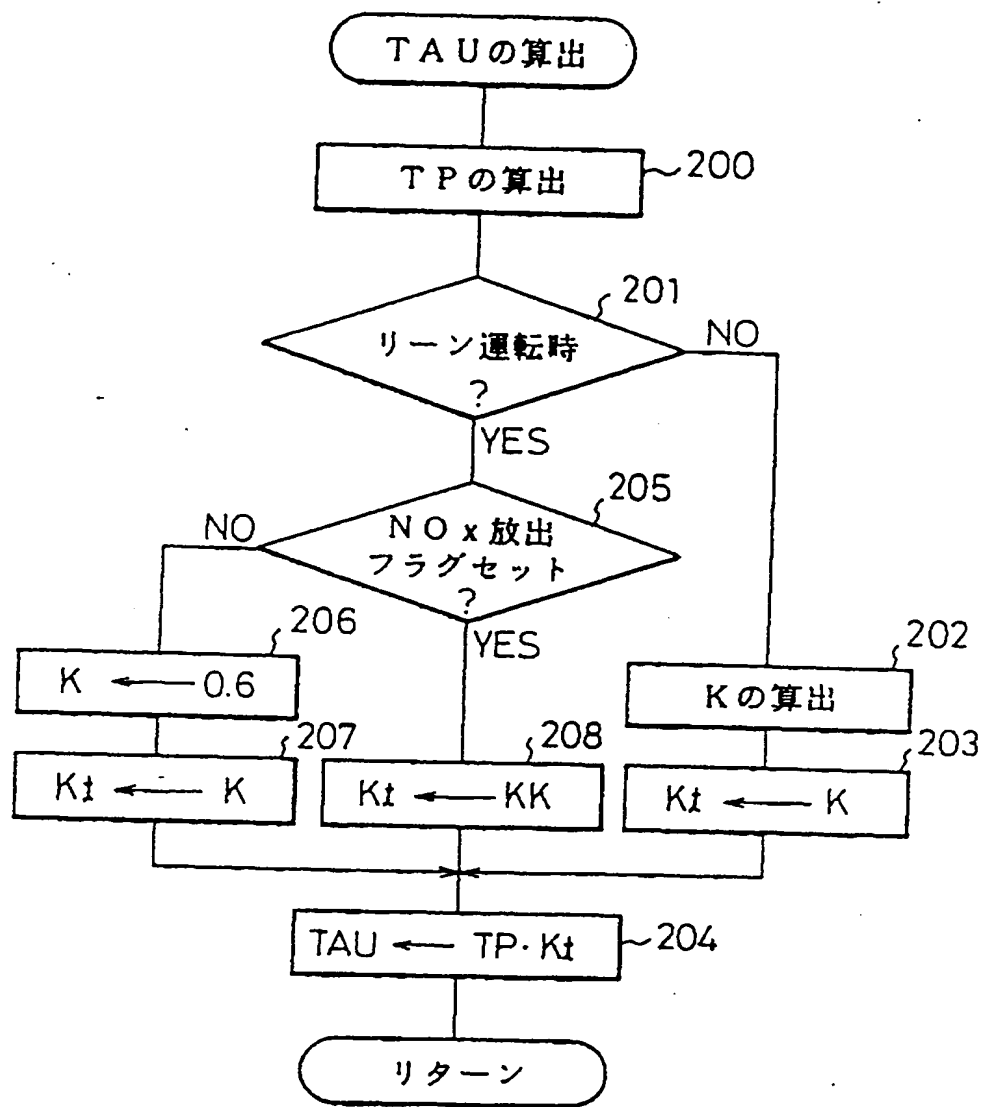 TAUの算出
TPの算出
200
201
リーン運転時
?
NO
YES
205
NOx放出
フラグセット
?
NO
YES
206
K ← 0.6
202
Kの算出
207
Kt ← K
208
Kt ← KK
203
Kt ← K
TAU ← TP・Kt
204
リターン